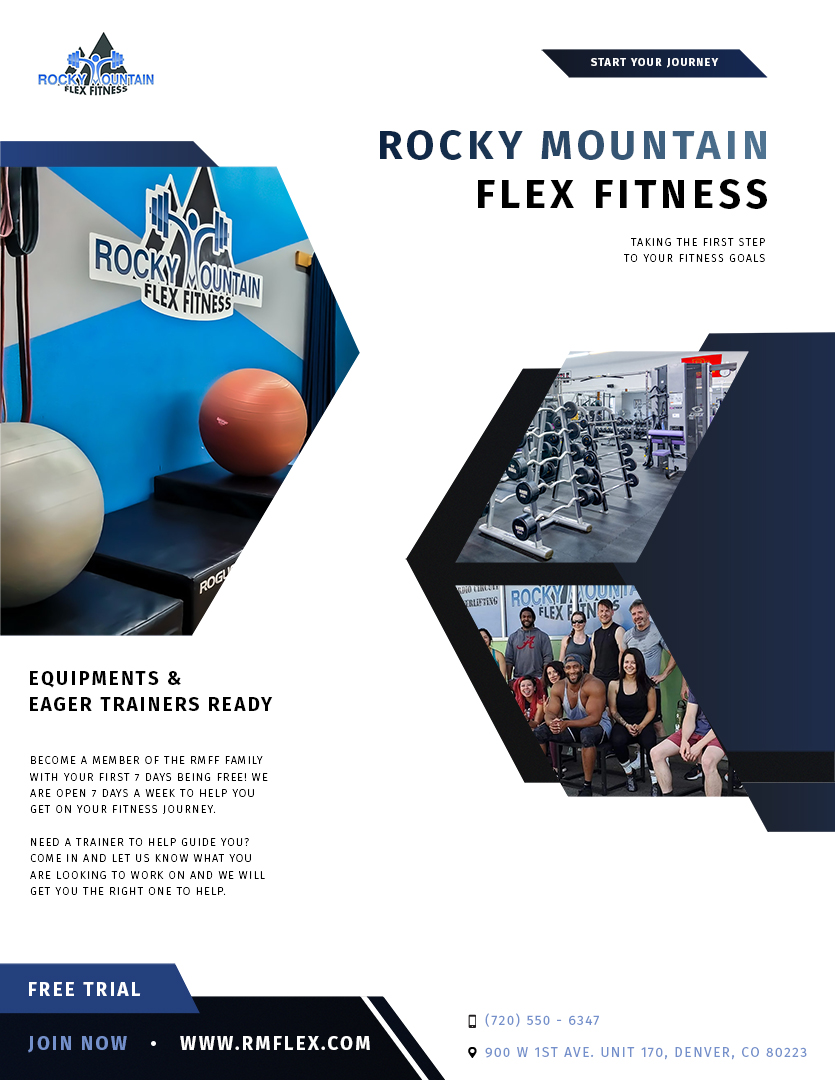 ROCKY MOUNTAIN
FLEX FITNESS
START YOUR JOURNEY
ROCKY MOUNTAIN
FLEX FITNESS
TAKING THE FIRST STEP
TO YOUR FITNESS GOALS
ROCKY MOUNTAIN
FLEX FITNESS
ROCKY MOUNTAIN
FLEX FITNESS
EQUIPMENTS &
EAGER TRAINERS READY
BECOME A MEMBER OF THE RMFF FAMILY
WITH YOUR FIRST 7 DAYS BEING FREE! WE
ARE OPEN 7 DAYS A WEEK TO HELP YOU
GET ON YOUR FITNESS JOURNEY.
NEED A TRAINER TO HELP GUIDE YOU?
COME IN AND LET US KNOW WHAT YOU
ARE LOOKING TO WORK ON AND WE WILL
GET YOU THE RIGHT ONE TO HELP.
FREE TRIAL
JOIN NOW • WWW.RMFLEX.COM
(720) 550 - 6347
900 W 1ST AVE. UNIT 170, DENVER, CO 80223